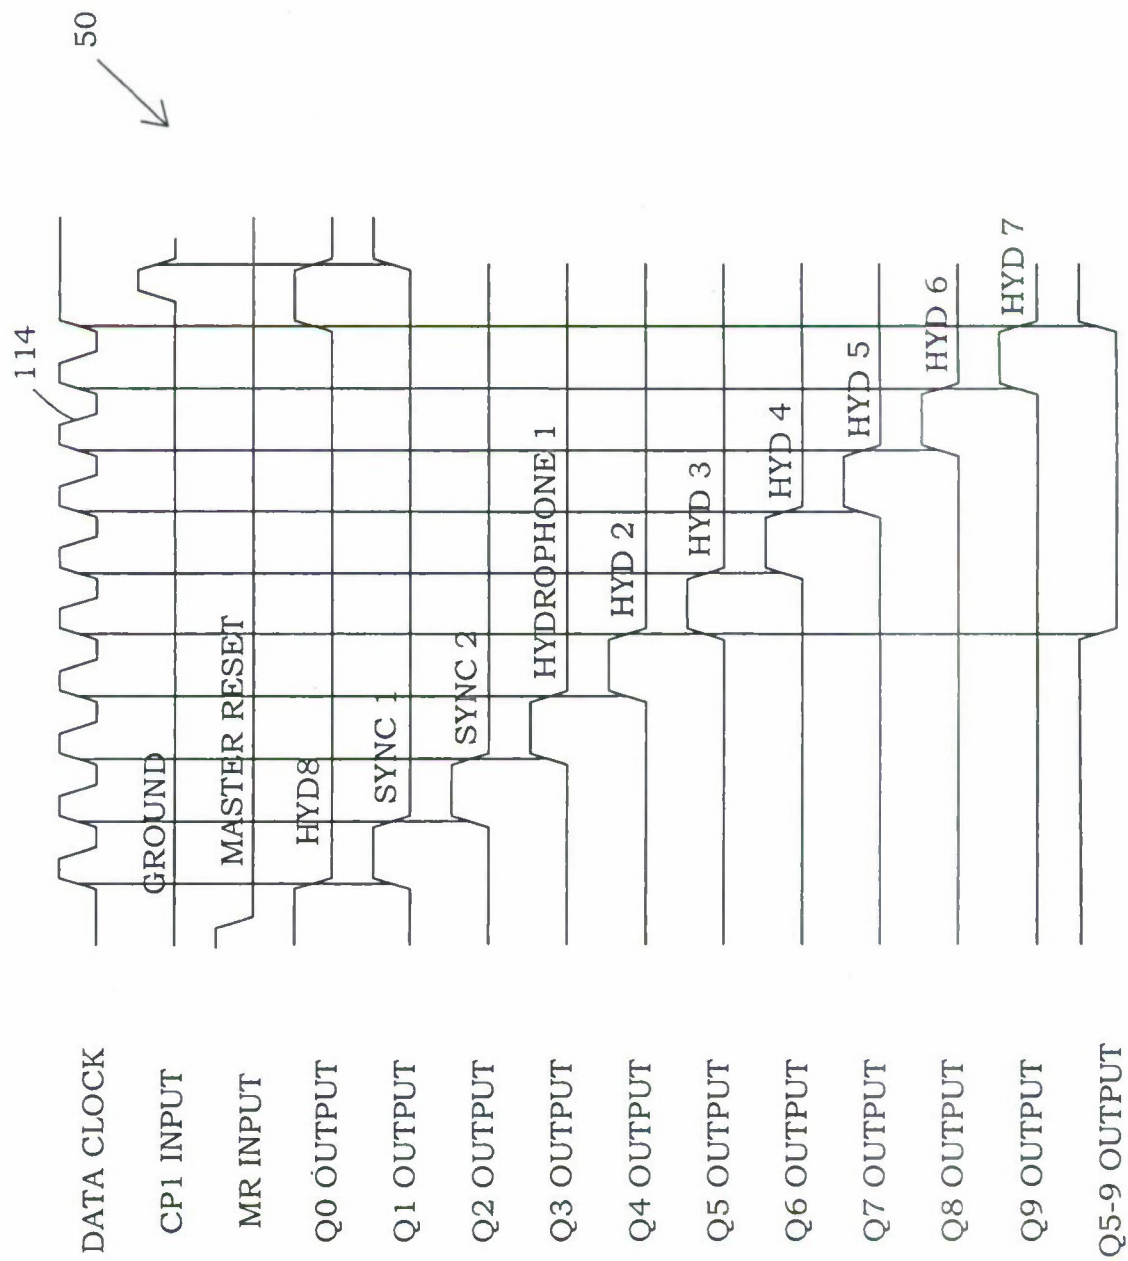 50
114
DATA CLOCK
CP1 INPUT
GROUND
MR INPUT
MASTER RESET
Q0 OUTPUT
HYD8
Q1 OUTPUT
SYNC 1
Q2 OUTPUT
SYNC 2
Q3 OUTPUT
HYDROPHONE 1
Q4 OUTPUT
HYD 2
Q5 OUTPUT
HYD 3
Q6 OUTPUT
HYD 4
Q7 OUTPUT
HYD 5
Q8 OUTPUT
HYD 6
Q9 OUTPUT
HYD 7
Q5-9 OUTPUT